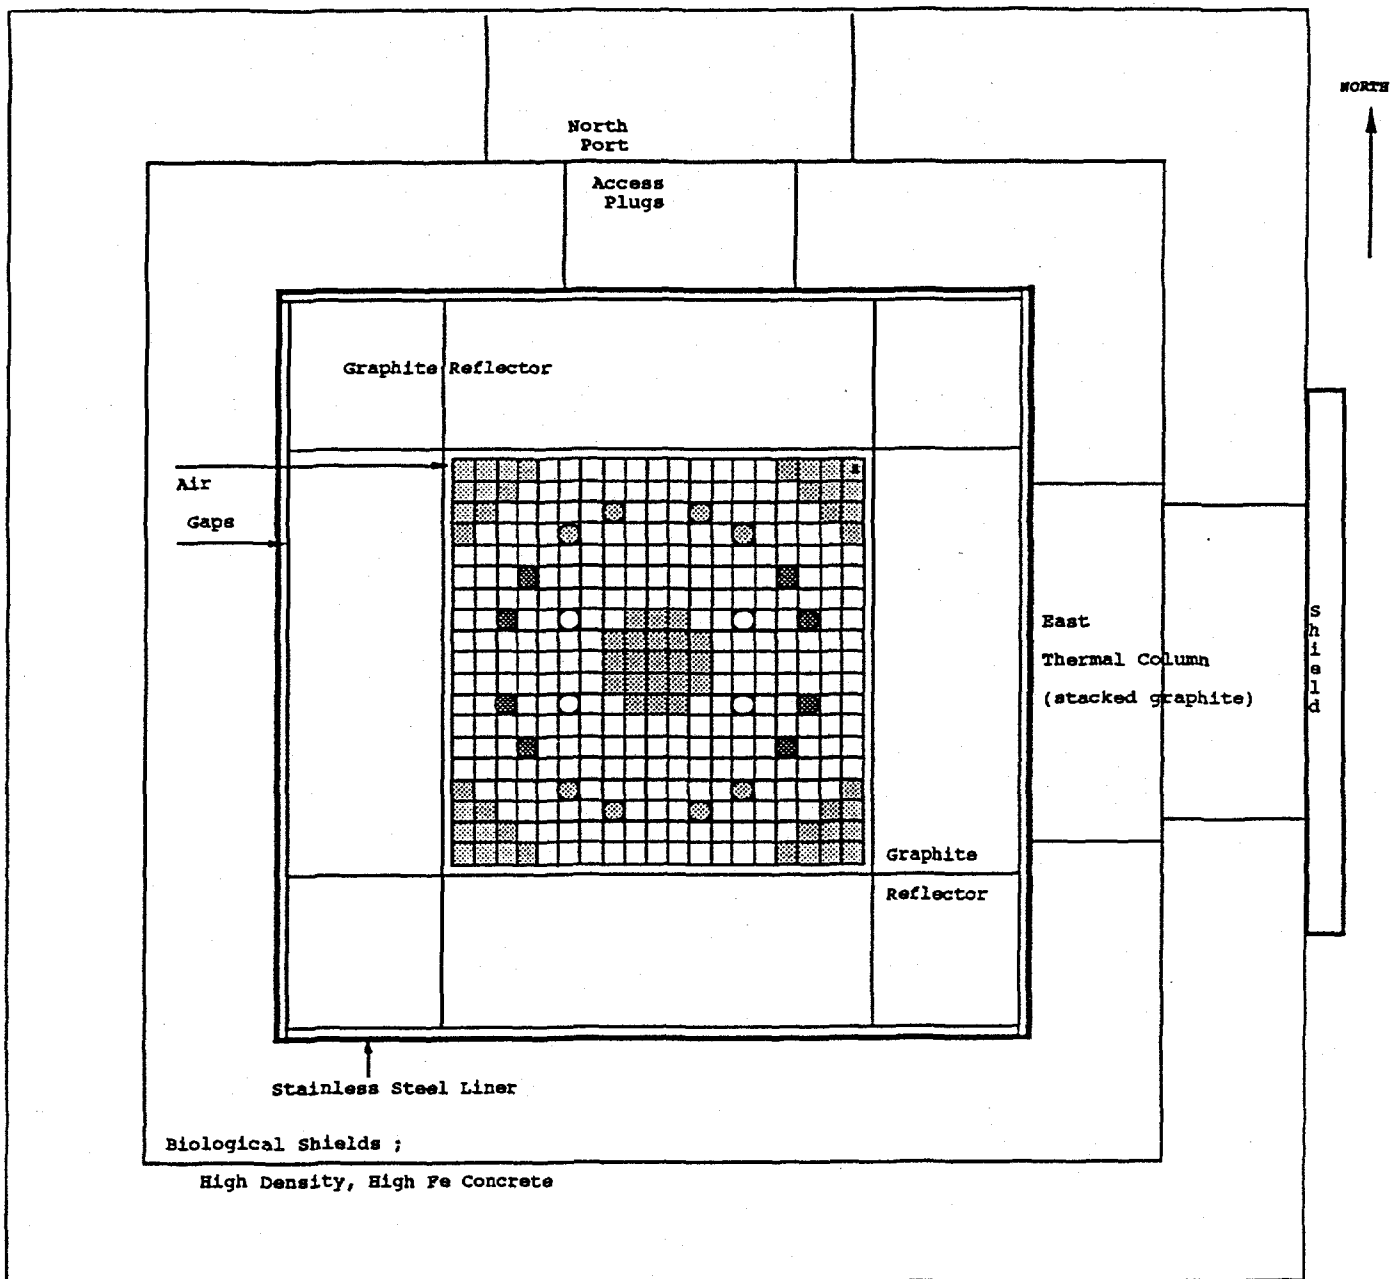 NORTH
North
Port
Access
Plugs
Graphite Reflector
Air
Gaps
East
Thermal Column
(stacked graphite)
Shield
Graphite
Reflector
Stainless Steel Liner
Biological Shields ;
High Density, High Fe Concrete